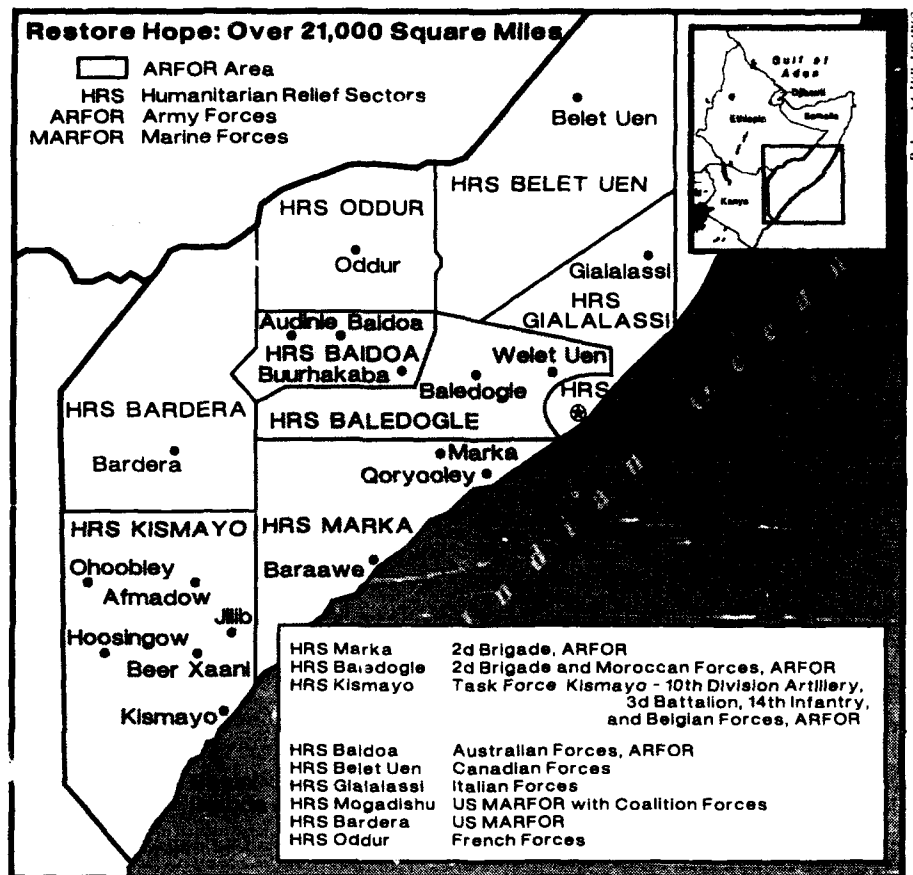 Restore Hope: Over 21,000 Square Miles
ARFOR Area
HRS Humanitarian Relief Sectors
ARFOR Army Forces
MARFOR Marine Forces
Gulf of
Aden
Djibouti
Ethiopia
Somalia
Kenya
Belet Uen
HRS BELET UEN
HRS ODDUR
Oddur
Gialalassi
HRS
GIALALASSI
Audinle Baidoa
HRS BAIDOA
Buurhakaba
Welet Uen
Baledogle
HRS
HRS BALEDOGLE
HRS BARDERA
Bardera
Marka
Qoryooley
HRS KISMAYO
HRS MARKA
Ohoobley
Afmadow
Baraawe
Jilib
Hoosingow
Beer Xaani
Kismayo
Indian Ocean
HRS Marka 2d Brigade, ARFOR
HRS Baledogle 2d Brigade and Moroccan Forces, ARFOR
HRS Kismayo Task Force Kismayo - 10th Division Artillery,
3d Battalion, 14th Infantry,
and Belgian Forces, ARFOR
HRS Baidoa Australian Forces, ARFOR
HRS Belet Uen Canadian Forces
HRS Gialalassi Italian Forces
HRS Mogadishu US MARFOR with Coalition Forces
HRS Bardera US MARFOR
HRS Oddur French Forces